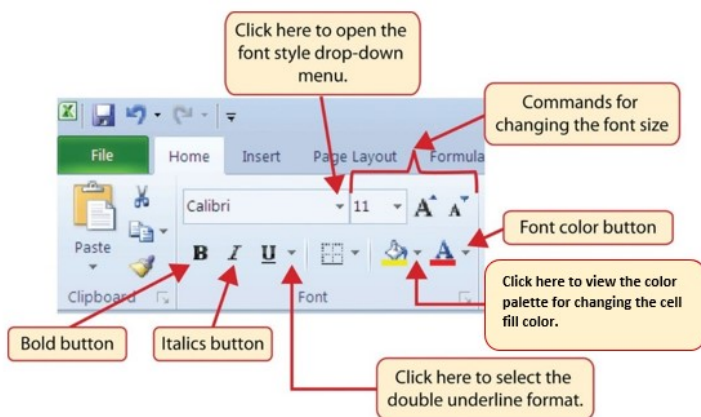 Click here to open the
font style drop-down
menu.
Commands for
changing the font size
File
Home
Insert
Page Layout
Formula
Calibri
11
A
A
Paste
B
I
U
A
Font color button
Clipboard
Font
Click here to view the color
palette for changing the cell
fill color.
Bold button
Italics button
Click here to select the
double underline format.